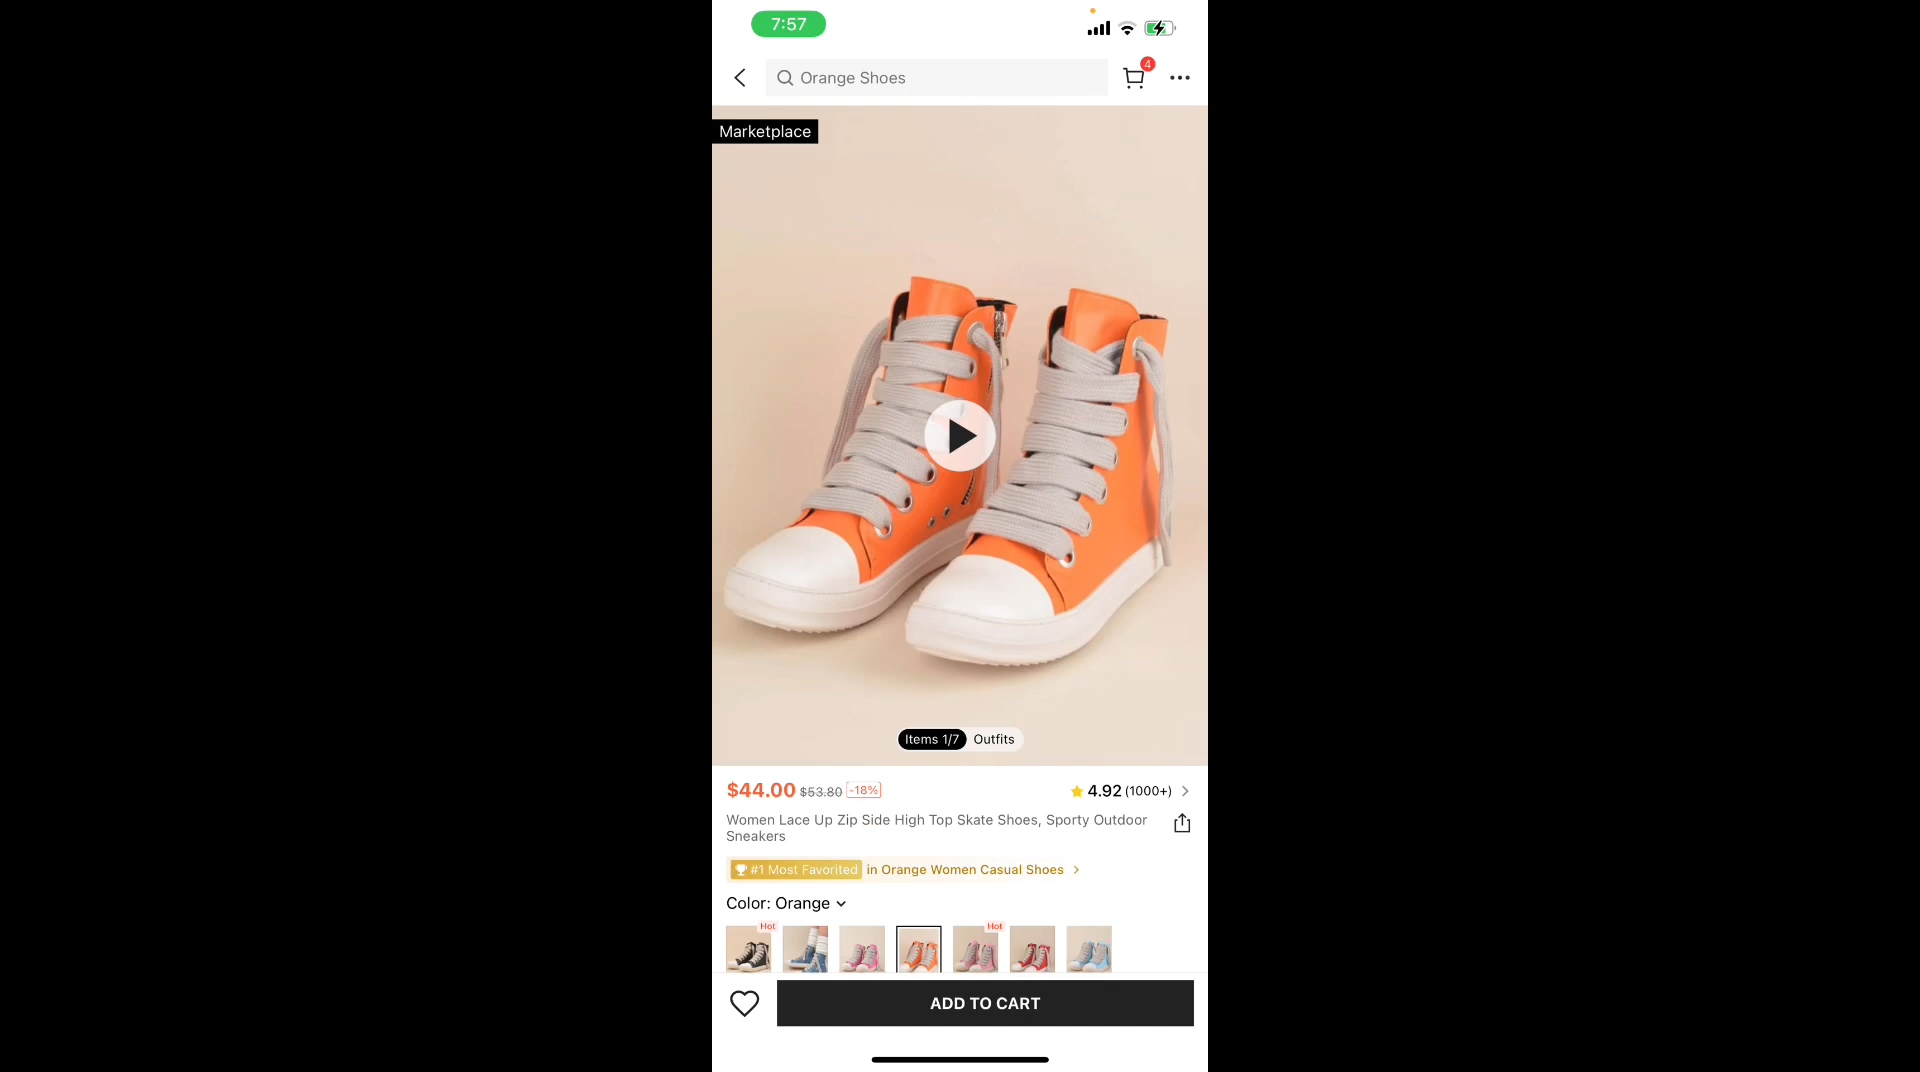 7:57
Orange Shoes
4
Marketplace
Items 1/7 Outfits
$44.00 $53.80 -18% 4.92 (1000+)
Women Lace Up Zip Side High Top Skate Shoes, Sporty Outdoor
Sneakers
#1 Most Favorited in Orange Women Casual Shoes
Color: Orange
Hot Hot
ADD TO CART